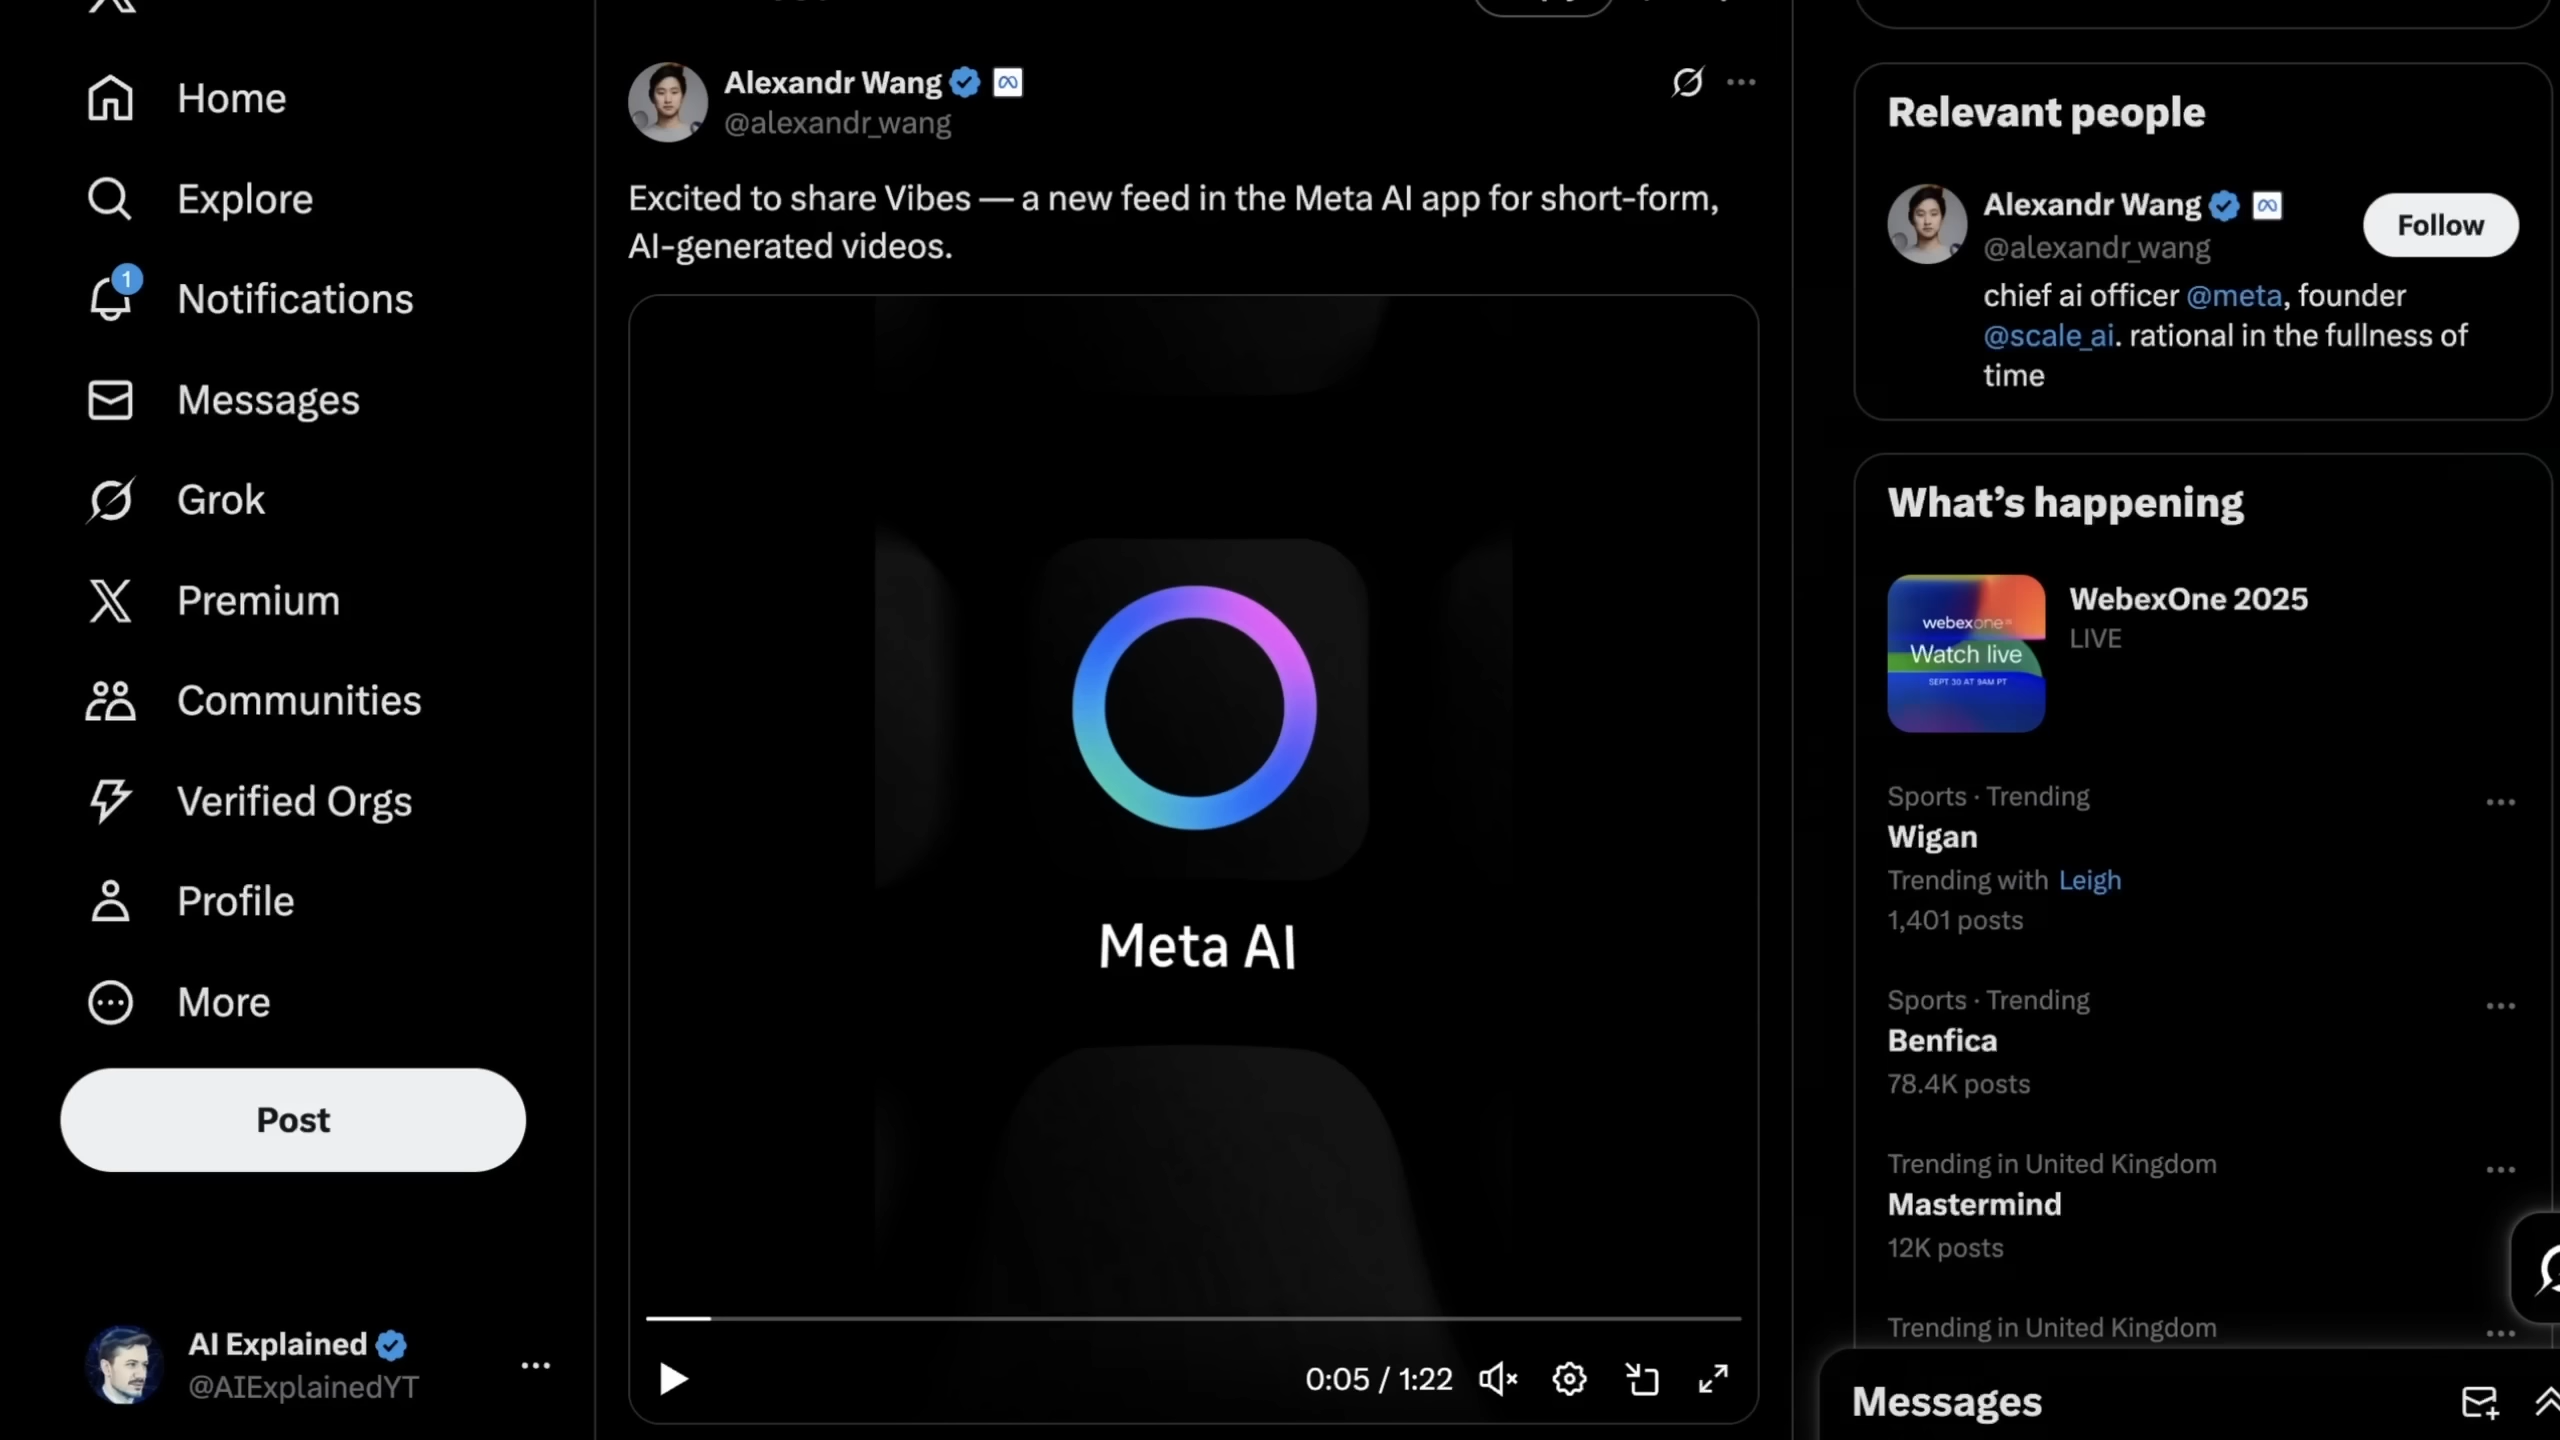 Home
Explore
1
Notifications
Messages
Grok
Premium
Communities
Verified Orgs
Profile
More
Post
AI Explained
@AIExplainedYT
Alexandr Wang
@alexandr_wang
Excited to share Vibes — a new feed in the Meta AI app for short-form,
AI-generated videos.
Meta AI
0:05 / 1:22
Relevant people
Alexandr Wang
@alexandr_wang
Follow
chief ai officer @meta, founder
@scale_ai. rational in the fullness of
time
What's happening
webexone
Watch live
SEPT 30 AT 9AM PT
WebexOne 2025
LIVE
Sports · Trending
Wigan
Trending with Leigh
1,401 posts
Sports · Trending
Benfica
78.4K posts
Trending in United Kingdom
Mastermind
12K posts
Trending in United Kingdom
Messages